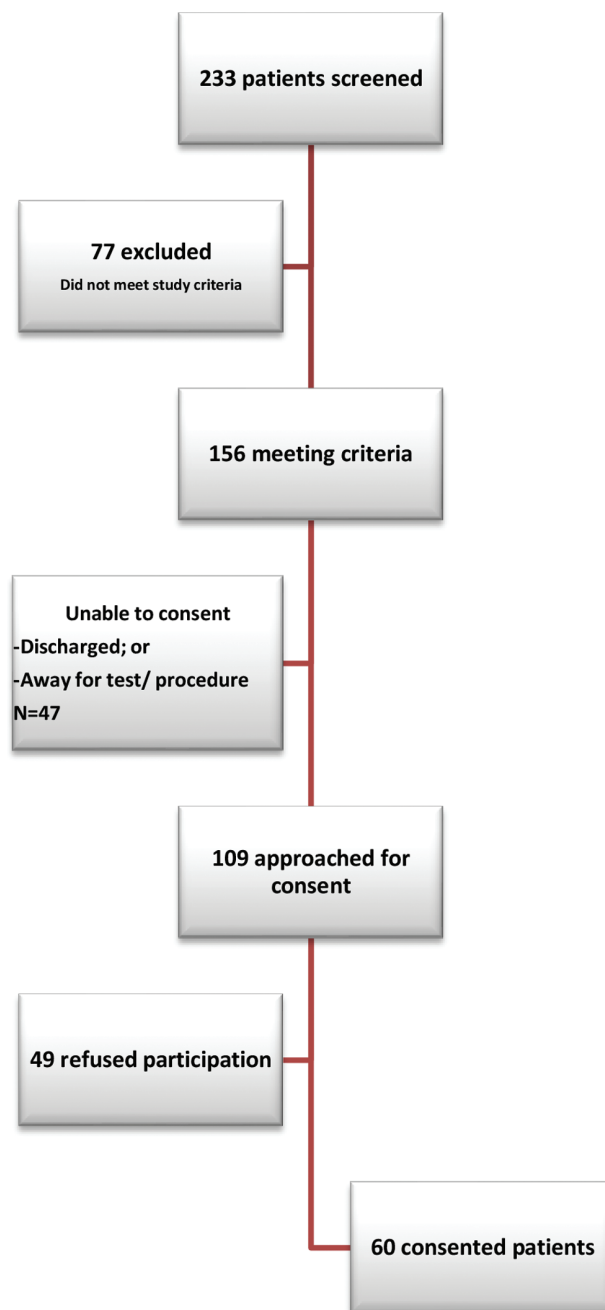 233 patients screened
77 excluded
Did not meet study criteria
156 meeting criteria
Unable to consent
-Discharged; or
-Away for test/ procedure
N=47
109 approached for
consent
49 refused participation
60 consented patients